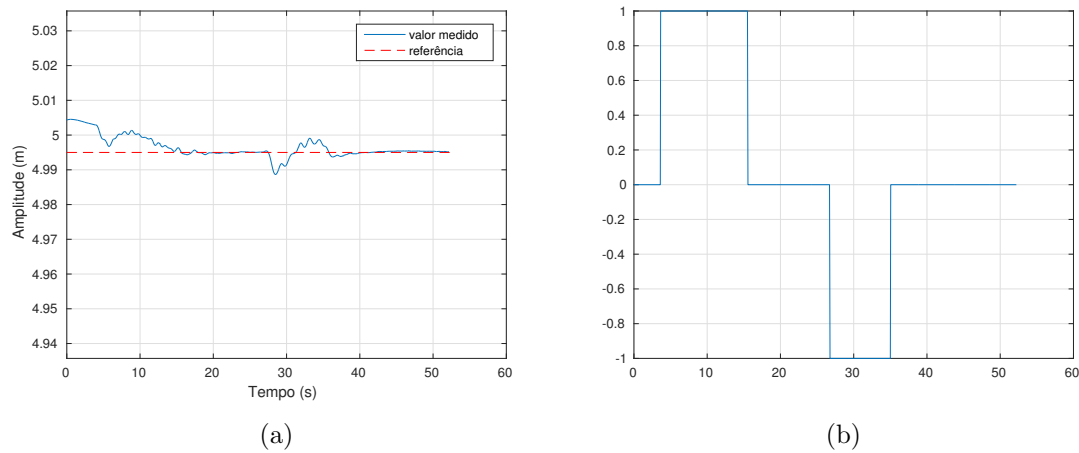 5.03
5.02
5.01
5
4.99
4.98
4.97
4.96
4.95
4.94
Amplitude (m)
valor medido
referência
0 10 20 30 40 50 60
Tempo (s)
(a)
1
0.8
0.6
0.4
0.2
0
-0.2
-0.4
-0.6
-0.8
-1
0 10 20 30 40 50 60
(b)